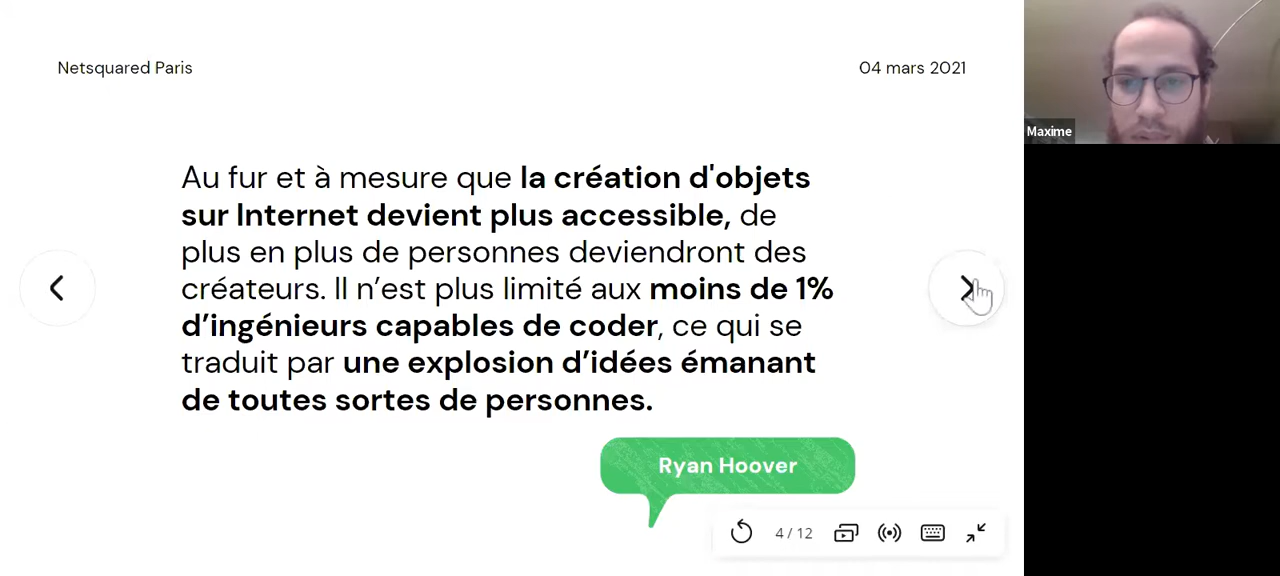 Netsquared Paris
04 mars 2021
Maxime
Au fur et à mesure que la création d'objets
sur Internet devient plus accessible, de
plus en plus de personnes deviendront des
créateurs. Il n’est plus limité aux moins de 1%
d’ingénieurs capables de coder, ce qui se
traduit par une explosion d’idées émanant
de toutes sortes de personnes.
Ryan Hoover
4 / 12